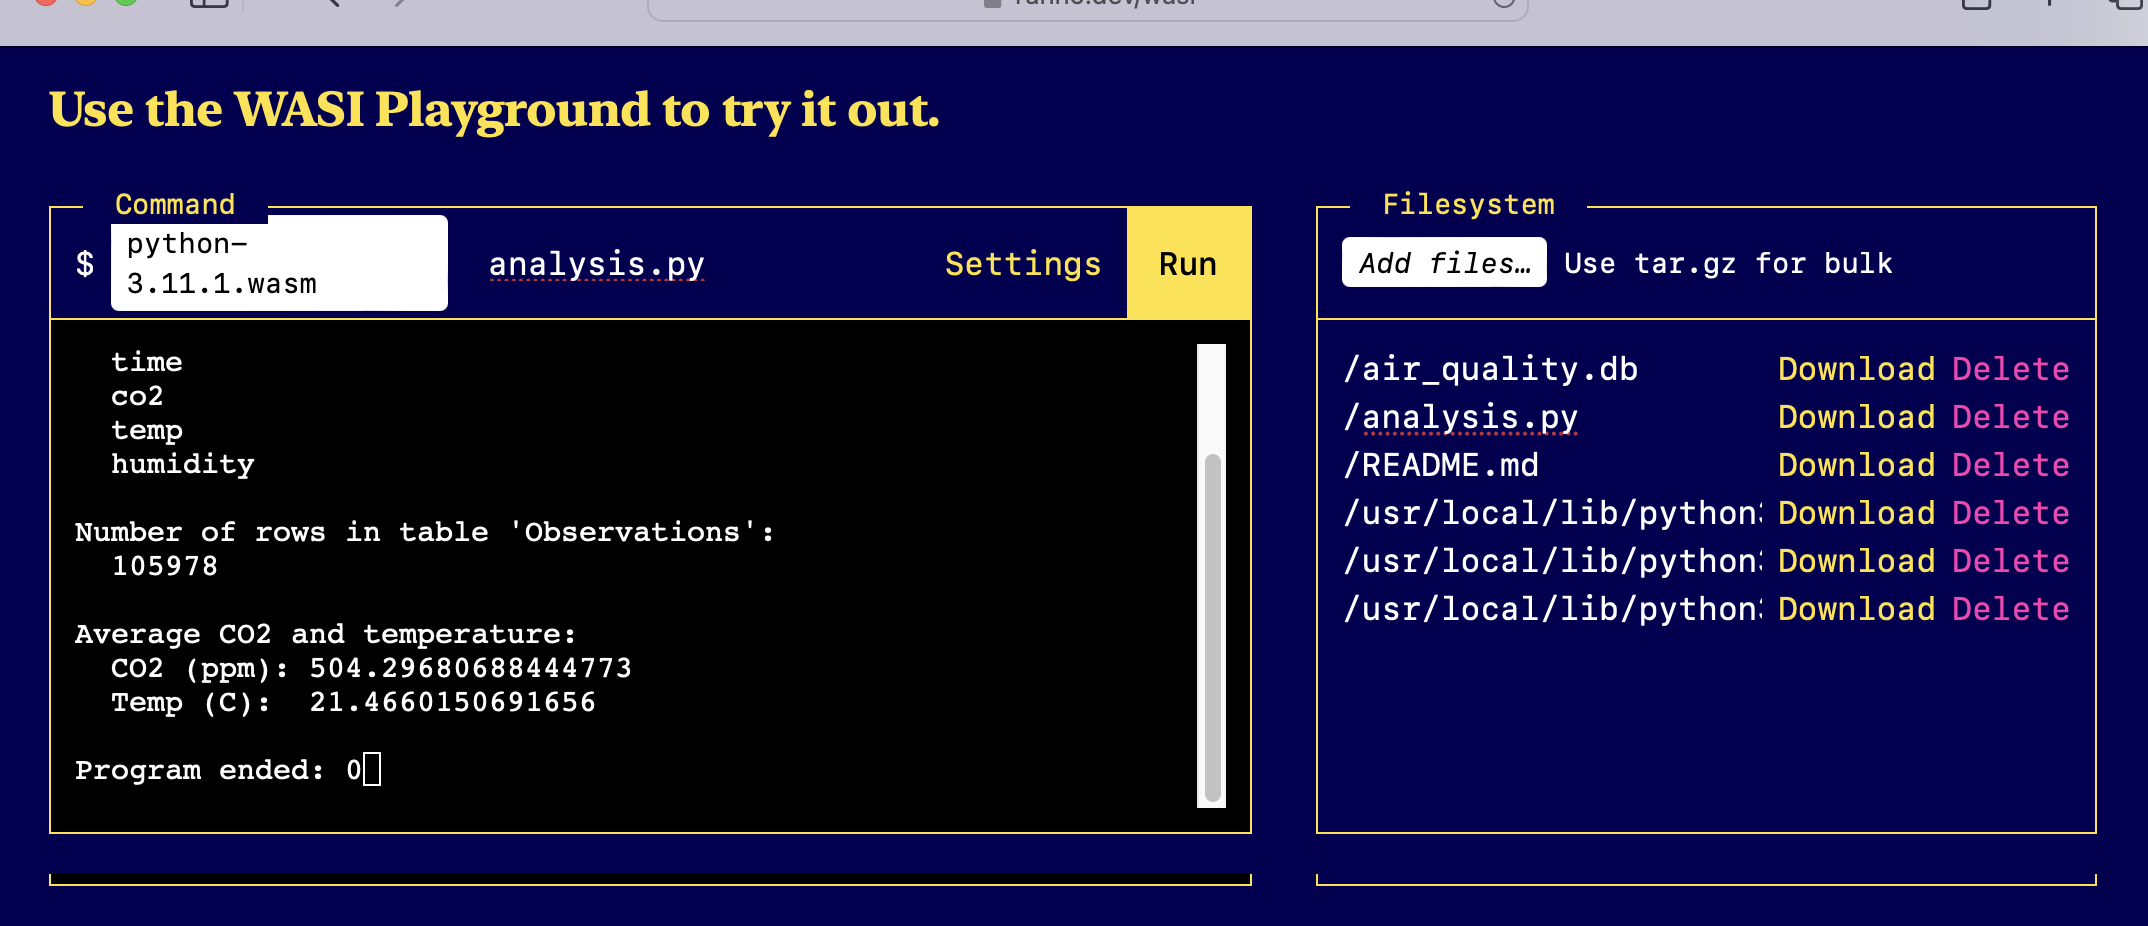 Use the WASI Playground to try it out.
Command
$ python-
3.11.1.wasm
analysis.py
Settings
Run
time
co2
temp
humidity
Number of rows in table 'Observations':
105978
Average CO2 and temperature:
CO2 (ppm): 504.29680688444773
Temp (C): 21.4660150691656
Program ended: 0
Filesystem
Add files… Use tar.gz for bulk
/air_quality.db Download Delete
/analysis.py Download Delete
/README.md Download Delete
/usr/local/lib/python Download Delete
/usr/local/lib/python Download Delete
/usr/local/lib/python Download Delete